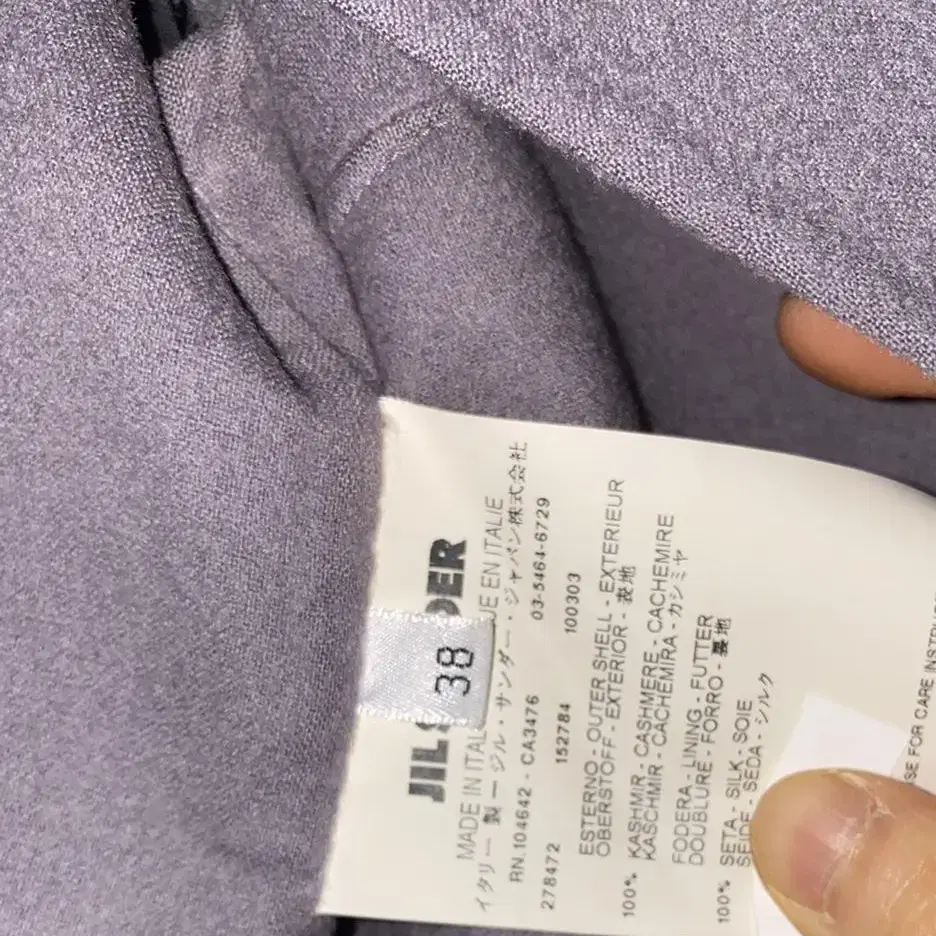 JIL
DER
38
MADE IN ITAL
UE EN ITALIE
イタリー製 - ジル・サンダー・ジャパン株式会社
RN.104642 - CA3476
03-5464-6729
278472
152784
100303
ESTERNO - OUTER SHELL - EXTERIEUR
OBERSTOFF - EXTERIOR - 表地
100% KASHMIR - CASHMERE - CACHEMIRE
KASCHMIR - CACHEMIRA - カシミヤ
FODERA - LINING - FUTTER
DOUBLURE - FORRO - 裏地
100% SETA - SILK - SOIE
SEIDE - SEDA - シルク
SE FOR CARE INSTRU